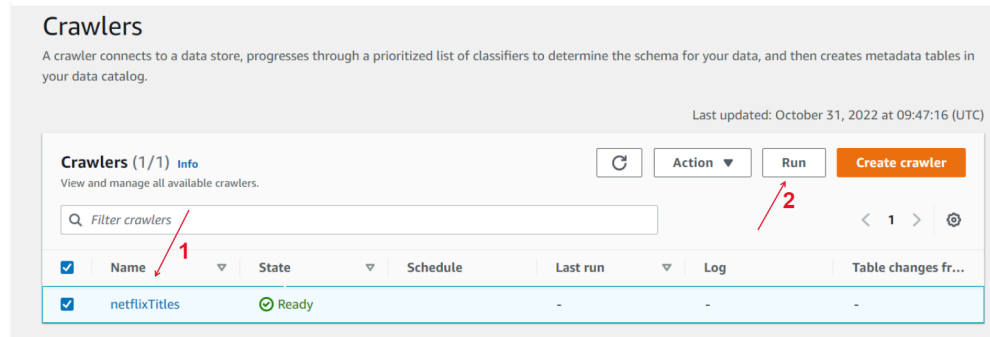 Crawlers
A crawler connects to a data store, progresses through a prioritized list of classifiers to determine the schema for your data, and then creates metadata tables in
your data catalog.
Last updated: October 31, 2022 at 09:47:16 (UTC)
Crawlers (1/1) Info
Action
Run
Create crawler
View and manage all available crawlers.
2
Filter crawlers
1
1
Name
State
Schedule
Last run
Log
Table changes fr...
netflixTitles
Ready
-
-
-